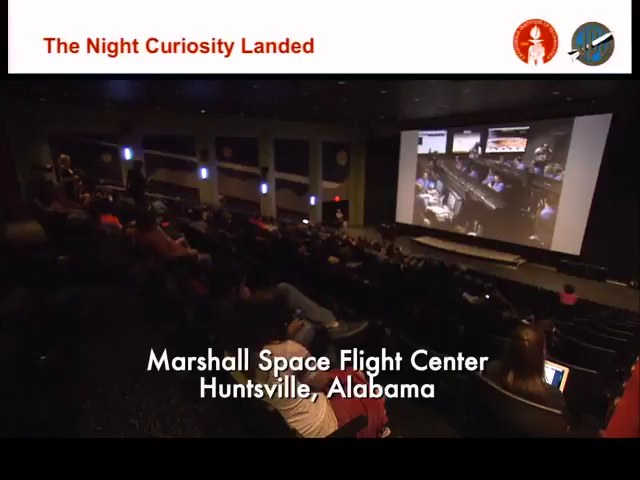 The Night Curiosity Landed
Marshall Space Flight Center
Huntsville, Alabama